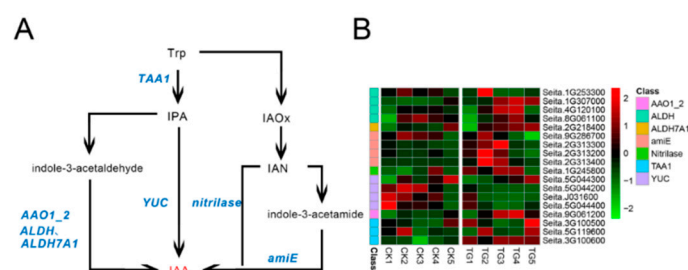 A
Trp
TAA1
IPA
IAOx
indole-3-acetaldehyde
IAN
YUC
nitrilase
indole-3-acetamide
AAO1_2
ALDH、
ALDH7A1
amiE
IAA
B
Seita.1G253300
Seita.1G307000
Seita.4G120100
Seita.8G061100
Seita.2G218400
Seita.9G286700
Seita.2G313300
Seita.2G313200
Seita.2G313400
Seita.1G245800
Seita.5G044300
Seita.5G044200
Seita.J031600
Seita.5G044400
Seita.9G061200
Seita.3G100500
Seita.5G119600
Seita.3G100600
Class
CK1
CK2
CK3
CK4
CK5
TG1
TG2
TG3
TG4
TG5
2
1
0
−1
−2
Class
AAO1_2
ALDH
ALDH7A1
amiE
Nitrilase
TAA1
YUC